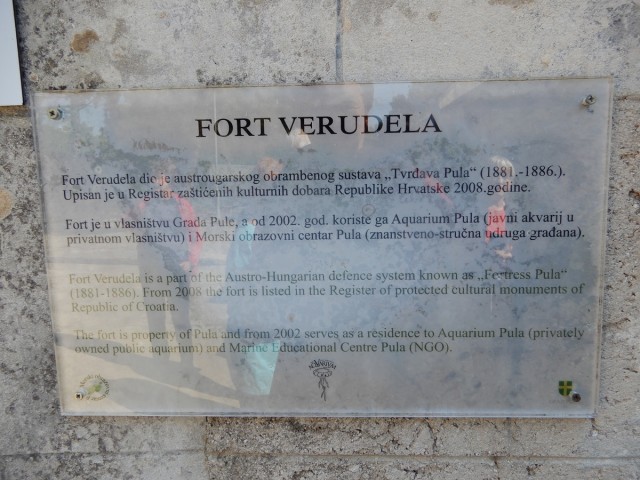 FORT VERUDELA
Fort Verudela dio je austrougarskog obrambenog sustava „Tvrđava Pula“ (1881.-1886.).
Upisan je u Registar zaštićenih kulturnih dobara Republike Hrvatske 2008.godine.
Fort je u vlasništvu Grada Pule, a od 2002. god. koriste ga Aquarium Pula (javni akvarij u
privatnom vlasništvu) i Morski obrazovni centar Pula (znanstveno-stručna udruga građana).
Fort Verudela is a part of the Austro-Hungarian defence system known as „Fortress Pula“
(1881-1886). From 2008 the fort is listed in the Register of protected cultural monuments of
Republic of Croatia.
The fort is property of Pula and from 2002 serves as a residence to Aquarium Pula (privately
owned public aquarium) and Marine Educational Centre Pula (NGO).